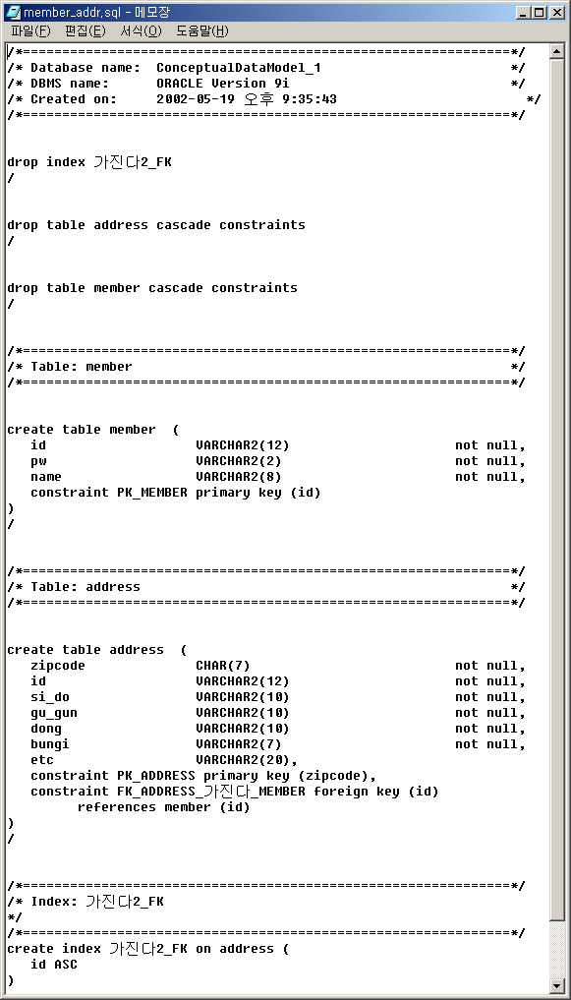 member_addr.sql - 메모장
파일(F) 편집(E) 서식(O) 도움말(H)
/*==============================================================*/
/* Database name:  ConceptualDataModel_1                        */
/* DBMS name:      ORACLE Version 9i                            */
/* Created on:     2002-05-19 오후 9:35:43                        */
/*==============================================================*/
drop index 가진다2_FK
/
drop table address cascade constraints
/
drop table member cascade constraints
/
/*==============================================================*/
/* Table: member                                                */
/*==============================================================*/
create table member  (
   id                   VARCHAR2(12)                     not null,
   pw                   VARCHAR2(2)                      not null,
   name                 VARCHAR2(8)                      not null,
   constraint PK_MEMBER primary key (id)
)
/
/*==============================================================*/
/* Table: address                                               */
/*==============================================================*/
create table address  (
   zipcode              CHAR(7)                          not null,
   id                   VARCHAR2(12)                     not null,
   si_do                VARCHAR2(10)                     not null,
   gu_gun               VARCHAR2(10)                     not null,
   dong                 VARCHAR2(10)                     not null,
   bungi                VARCHAR2(7)                      not null,
   etc                  VARCHAR2(20),
   constraint PK_ADDRESS primary key (zipcode),
   constraint FK_ADDRESS_가진다_MEMBER foreign key (id)
         references member (id)
)
/
/*==============================================================*/
/* Index: 가진다2_FK
*/
/*==============================================================*/
create index 가진다2_FK on address (
   id ASC
)